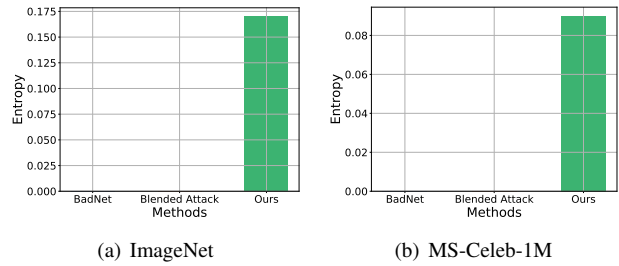 0.175
0.150
0.125
0.100
0.075
0.050
0.025
0.000
Entropy
BadNet Blended Attack Ours
Methods
(a) ImageNet
0.08
0.06
0.04
0.02
0.00
Entropy
BadNet Blended Attack Ours
Methods
(b) MS-Celeb-1M